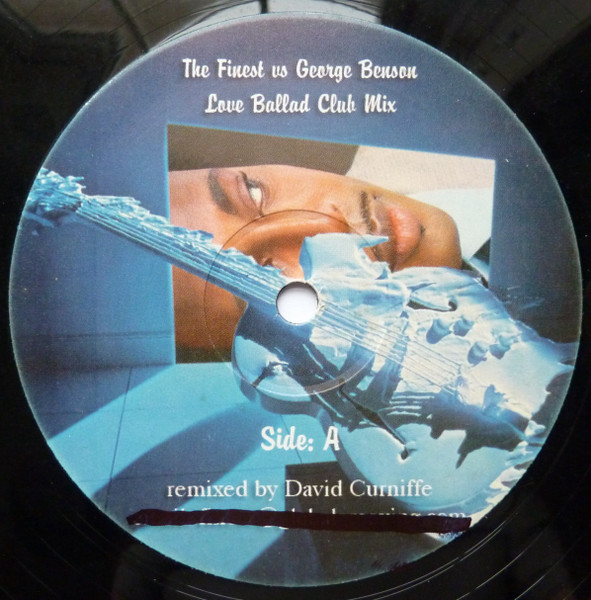 The Finest vs George Benson
Love Ballad Club Mix
Side: A
remixed by David Curniffe